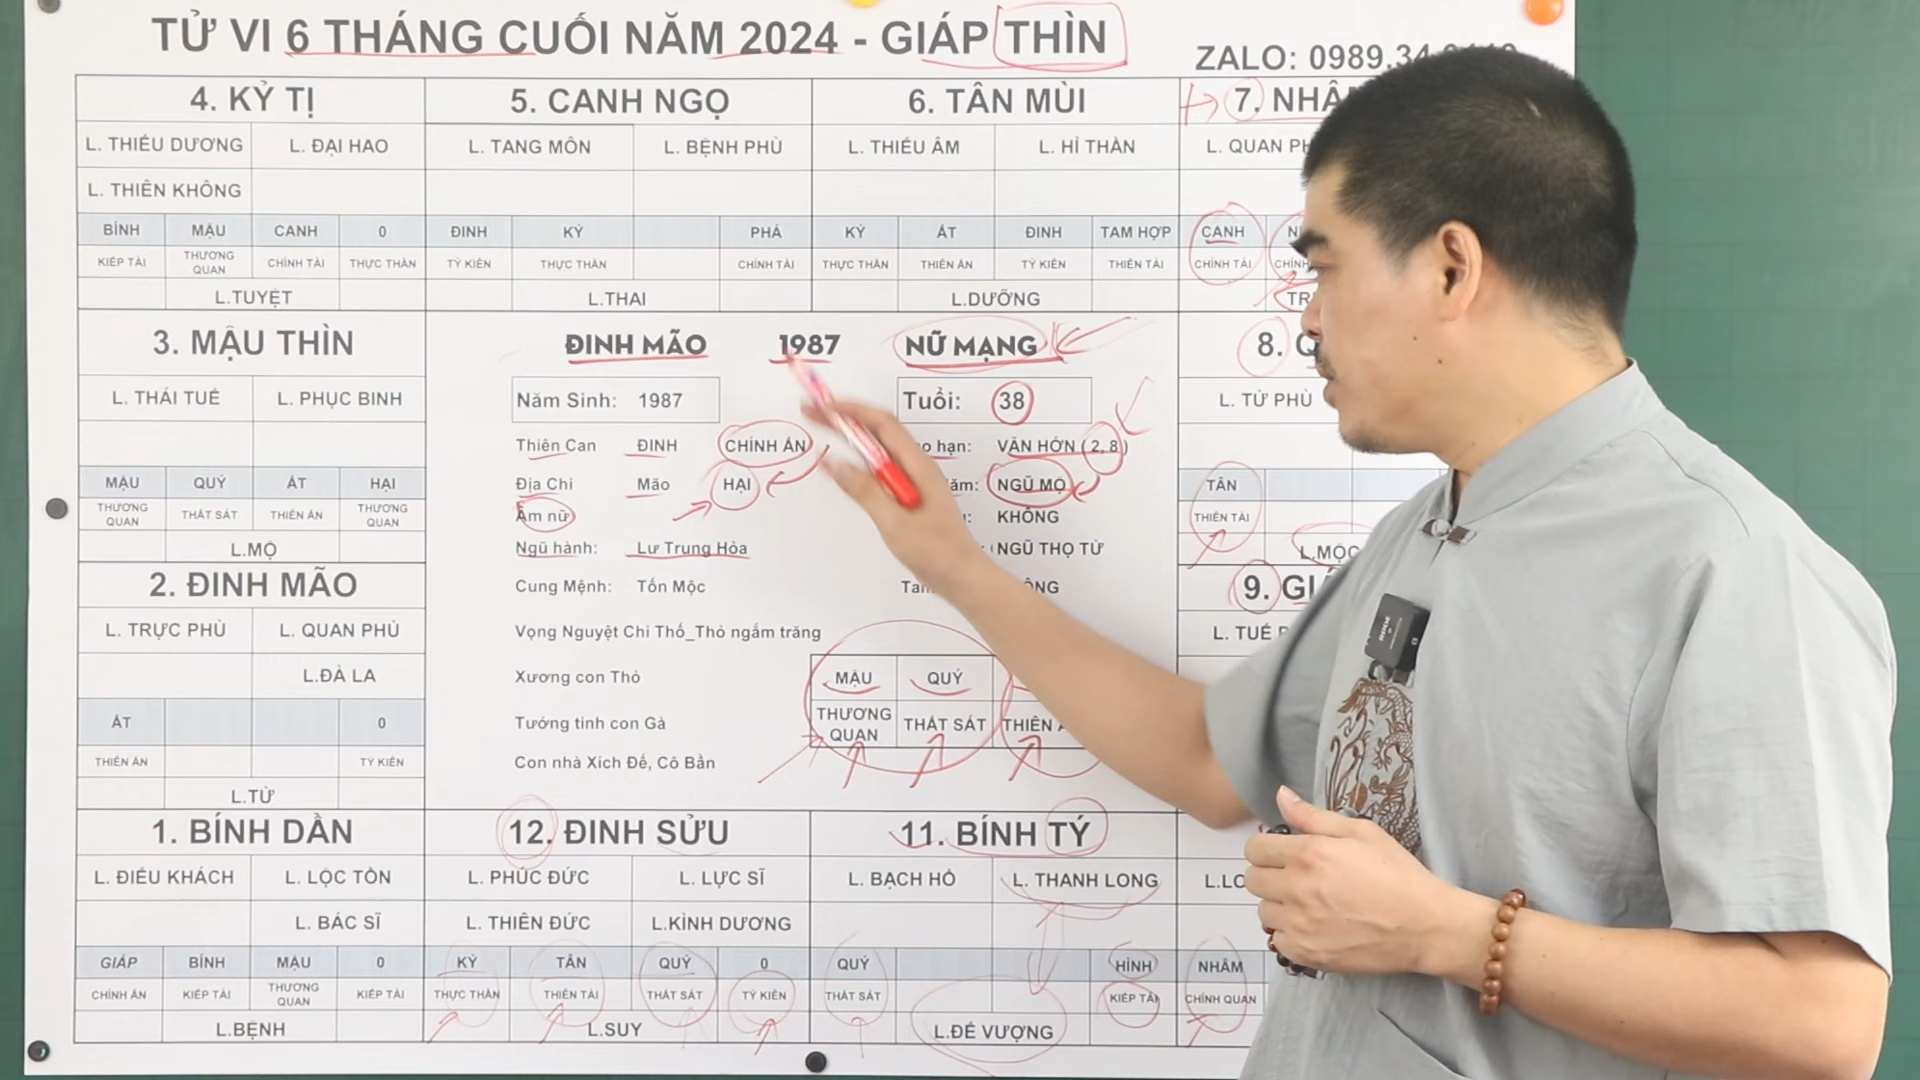 TỬ VI 6 THÁNG CUỐI NĂM 2024 - GIÁP THÌN
ZALO: 0989.34
4. KỶ TỊ
L. THIẾU DƯƠNG
L. ĐẠI HAO
L. THIÊN KHÔNG
BÍNH MẬU CANH 0
KIẾP TÀI THƯƠNG QUAN CHÍNH TÀI THỰC THẦN
L.TUYỆT
5. CANH NGỌ
L. TANG MÔN
L. BỆNH PHÙ
ĐINH KỶ PHÁ
TỶ KIÊN THỰC THẦN CHÍNH TÀI
L.THAI
6. TÂN MÙI
L. THIẾU ÂM
L. HỈ THẦN
KỶ ẤT ĐINH TAM HỢP
THỰC THẦN THIÊN ẤN TỶ KIÊN THIÊN TÀI
L.DƯỠNG
7. NHÂ
L. QUAN PH
CANH
CHÍNH TÀI
3. MẬU THÌN
L. THÁI TUẾ
L. PHỤC BINH
MẬU QUÝ ẤT HẠI
THƯƠNG QUAN THẤT SÁT THIÊN ẤN THƯƠNG QUAN
L.MỘ
ĐINH MÃO 1987 NỮ MẠNG
Năm Sinh: 1987
Tuổi: 38
Thiên Can ĐINH CHÍNH ẤN
o hạn: VĂN HỚN ( 2, 8 )
Địa Chi Mão HẠI
ăm: NGŨ MỘ
Âm nữ
KHÔNG
Ngũ hành: Lư Trung Hỏa
NGŨ THỌ TỬ
Cung Mệnh: Tốn Mộc
Tam
ÔNG
Vọng Nguyệt Chi Thố_Thỏ ngắm trăng
Xương con Thỏ
Tướng tinh con Gà
Con nhà Xích Đế, Cô Bần
MẬU QUÝ
THƯƠNG QUAN THẤT SÁT THIÊN
8. Q
L. TỬ PHÙ
TÂN
THIÊN TÀI
L.MỘC
2. ĐINH MÃO
L. TRỰC PHÙ
L. QUAN PHỦ
L.ĐÀ LA
ẤT 0
THIÊN ẤN TỶ KIÊN
L.TỬ
9. GI
L. TUẾ
1. BÍNH DẦN
L. ĐIẾU KHÁCH
L. LỘC TỒN
L. BÁC SĨ
GIÁP BÍNH MẬU 0
CHÍNH ẤN KIẾP TÀI THƯƠNG QUAN KIẾP TÀI
L.BỆNH
12. ĐINH SỬU
L. PHÚC ĐỨC
L. LỰC SĨ
L. THIÊN ĐỨC
L.KÌNH DƯƠNG
KỶ TÂN QUÝ 0
THỰC THẦN THIÊN TÀI THẤT SÁT TỶ KIÊN
L.SUY
11. BÍNH TÝ
L. BẠCH HỔ
L. THANH LONG
QUÝ HÌNH
THẤT SÁT KIẾP TÀI
L.ĐẾ VƯỢNG
NHÂM
CHÍNH QUAN